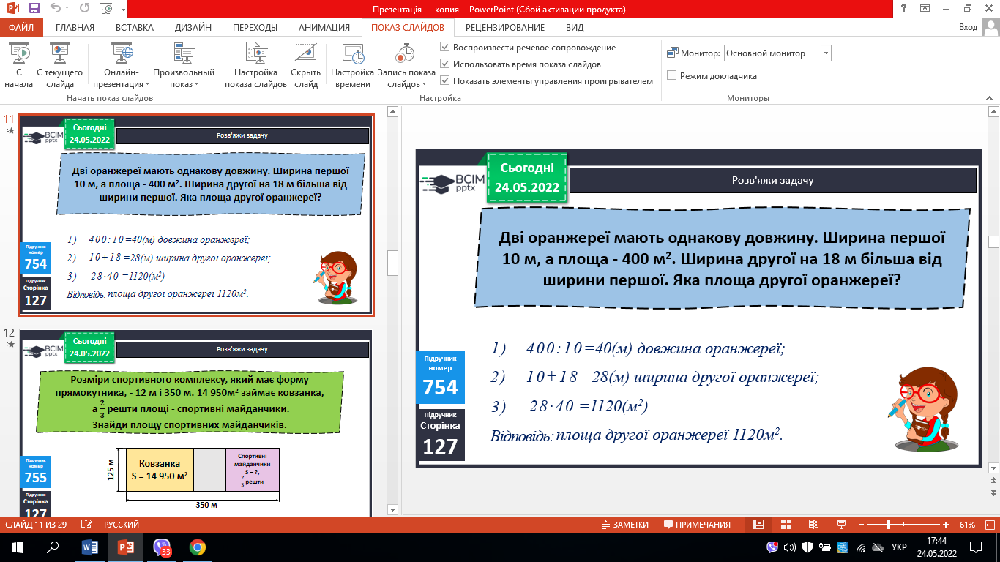 Презентація — копия - PowerPoint (Сбой активации продукта)
ФАЙЛ ГЛАВНАЯ ВСТАВКА ДИЗАЙН ПЕРЕХОДЫ АНИМАЦИЯ ПОКАЗ СЛАЙДОВ РЕЦЕНЗИРОВАНИЕ ВИД Вход
С начала
С текущего слайда
Онлайн-презентация
Произвольный показ
Начать показ слайдов
Настройка показа слайдов
Скрыть слайд
Настройка времени
Запись показа слайдов
Воспроизвести речевое сопровождение
Использовать время показа слайдов
Показать элементы управления проигрывателем
Настройка
Монитор: Основной монитор
Режим докладчика
Мониторы
11
ВСІМ pptx
Сьогодні
24.05.2022
Розв'яжи задачу
Дві оранжереї мають однакову довжину. Ширина першої
10 м, а площа - 400 м². Ширина другої на 18 м більша від
ширини першої. Яка площа другої оранжереї?
1) 400:10=40(м) довжина оранжереї;
2) 10+18=28(м) ширина другої оранжереї;
3) 28·40 =1120(м²)
Відповідь: площа другої оранжереї 1120м².
Підручник
номер
754
Підручник
Сторінка
127
12
ВСІМ pptx
Сьогодні
24.05.2022
Розв'яжи задачу
Розміри спортивного комплексу, який має форму
прямокутника, - 12 м і 350 м. 14 950м² займає ковзанка,
а 2/3 решти площі - спортивні майданчики.
Знайди площу спортивних майданчиків.
125 м
Ковзанка
S = 14 950 м²
Спортивні
майданчики
S – ?,
2/3 решти
350 м
Підручник
номер
755
Підручник
Сторінка
127
ВСІМ
pptx
Сьогодні
24.05.2022
Розв'яжи задачу
Дві оранжереї мають однакову довжину. Ширина першої
10 м, а площа - 400 м². Ширина другої на 18 м більша від
ширини першої. Яка площа другої оранжереї?
1) 400:10=40(м) довжина оранжереї;
2) 10+18=28(м) ширина другої оранжереї;
3) 28·40 =1120(м²)
Відповідь: площа другої оранжереї 1120м².
Підручник
номер
754
Підручник
Сторінка
127
СЛАЙД 11 ИЗ 29 РУССКИЙ ЗАМЕТКИ ПРИМЕЧАНИЯ 61%
33
УКР
17:44
24.05.2022